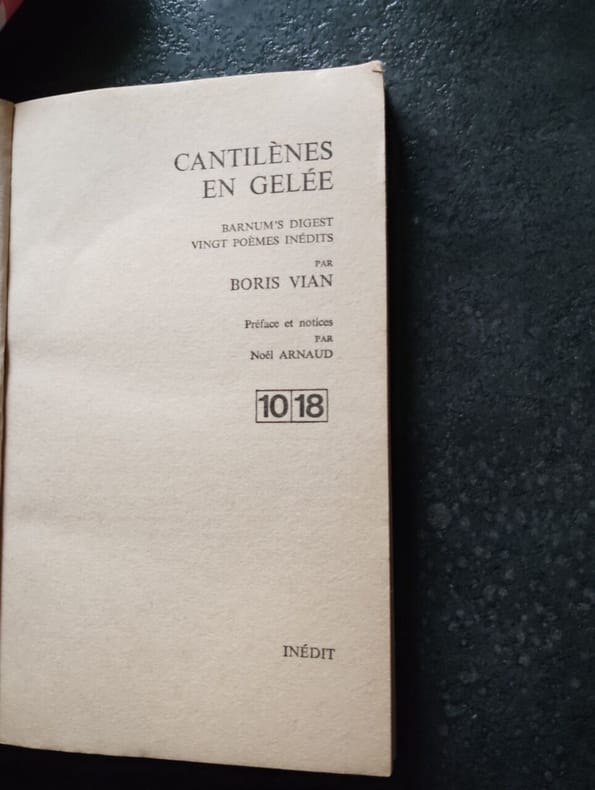 CANTILÈNES
EN GELÉE
BARNUM'S DIGEST
VINGT POÈMES INÉDITS
PAR
BORIS VIAN
Préface et notices
PAR
Noël ARNAUD
10 18
INÉDIT